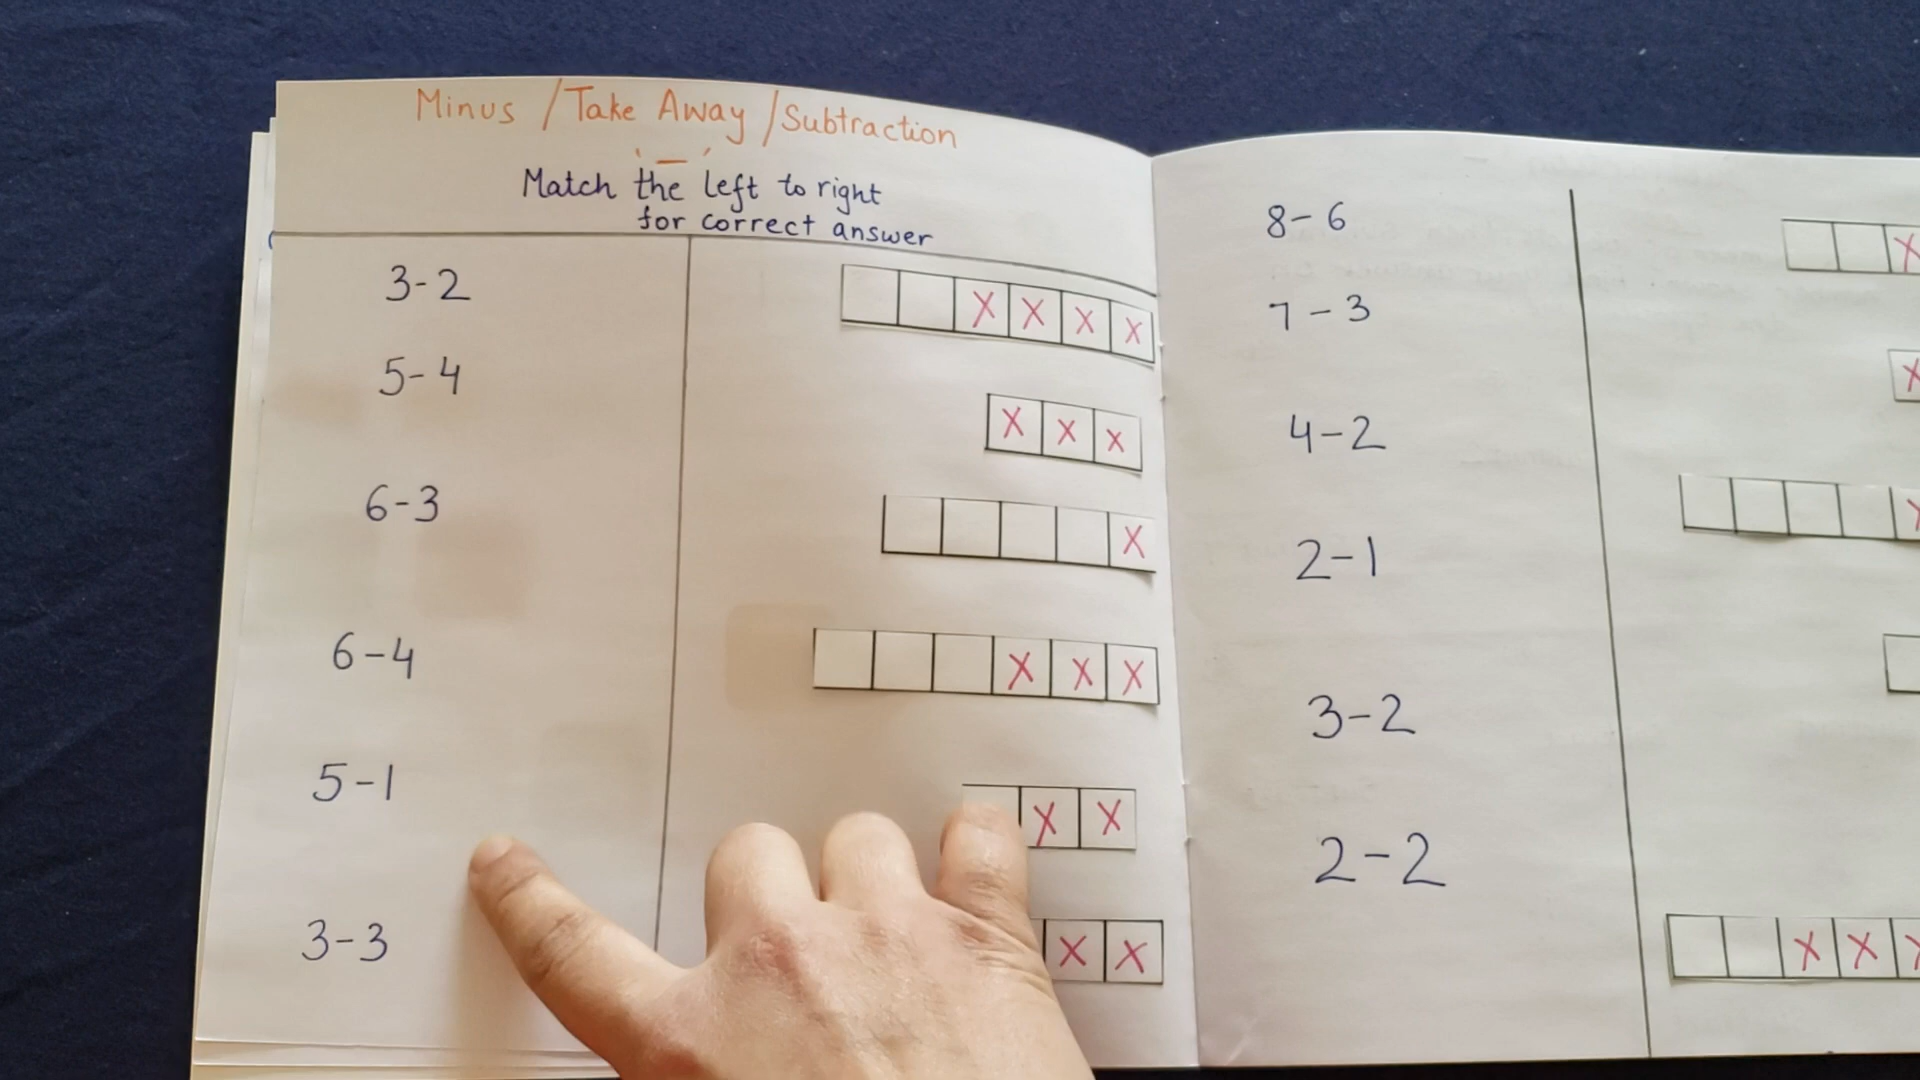 Minus / Take Away / Subtraction
'-'
Match the left to right
for correct answer
3-2
X X X X
5-4
X X X
6-3
X
6-4
X X X
5-1
X X
3-3
X X
8-6
X
7-3
X
4-2
X
2-1
3-2
2-2
X X X